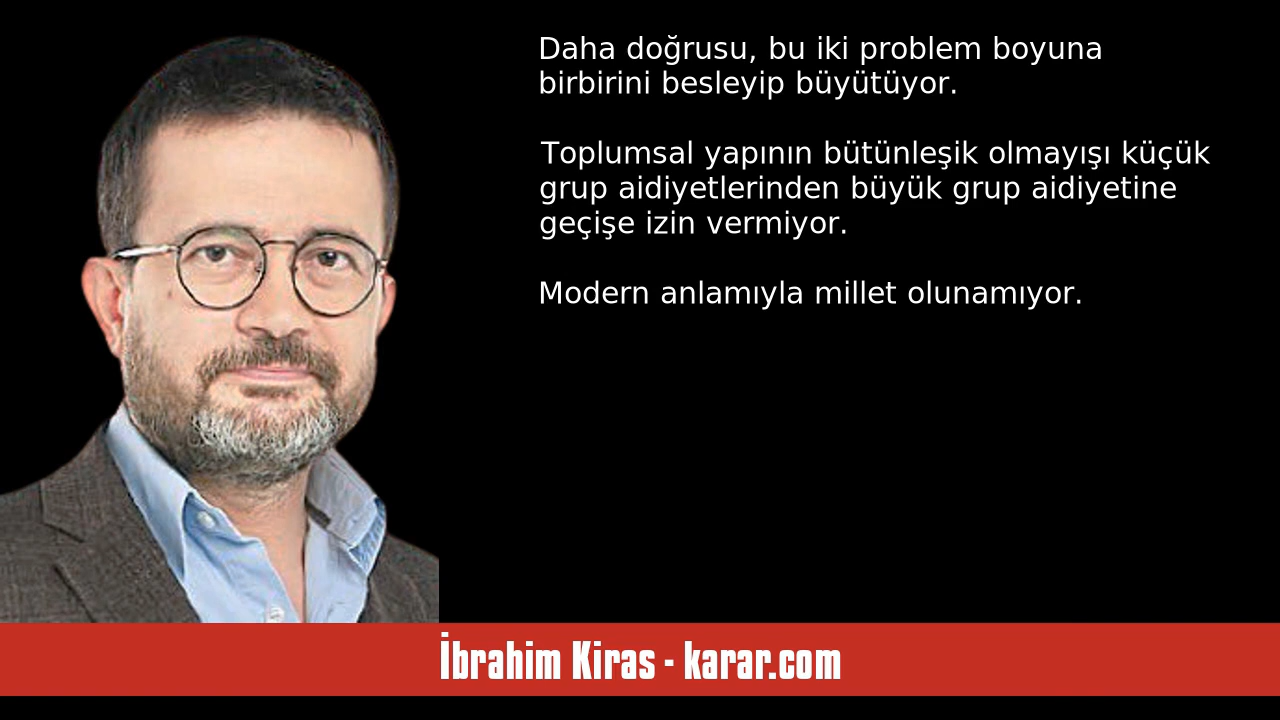 Daha doğrusu, bu iki problem boyuna
birbirini besleyip büyütüyor.
Toplumsal yapının bütünleşik olmayışı küçük
grup aidiyetlerinden büyük grup aidiyetine
geçişe izin vermiyor.
Modern anlamıyla millet olunamıyor.
İbrahim Kiras - karar.com